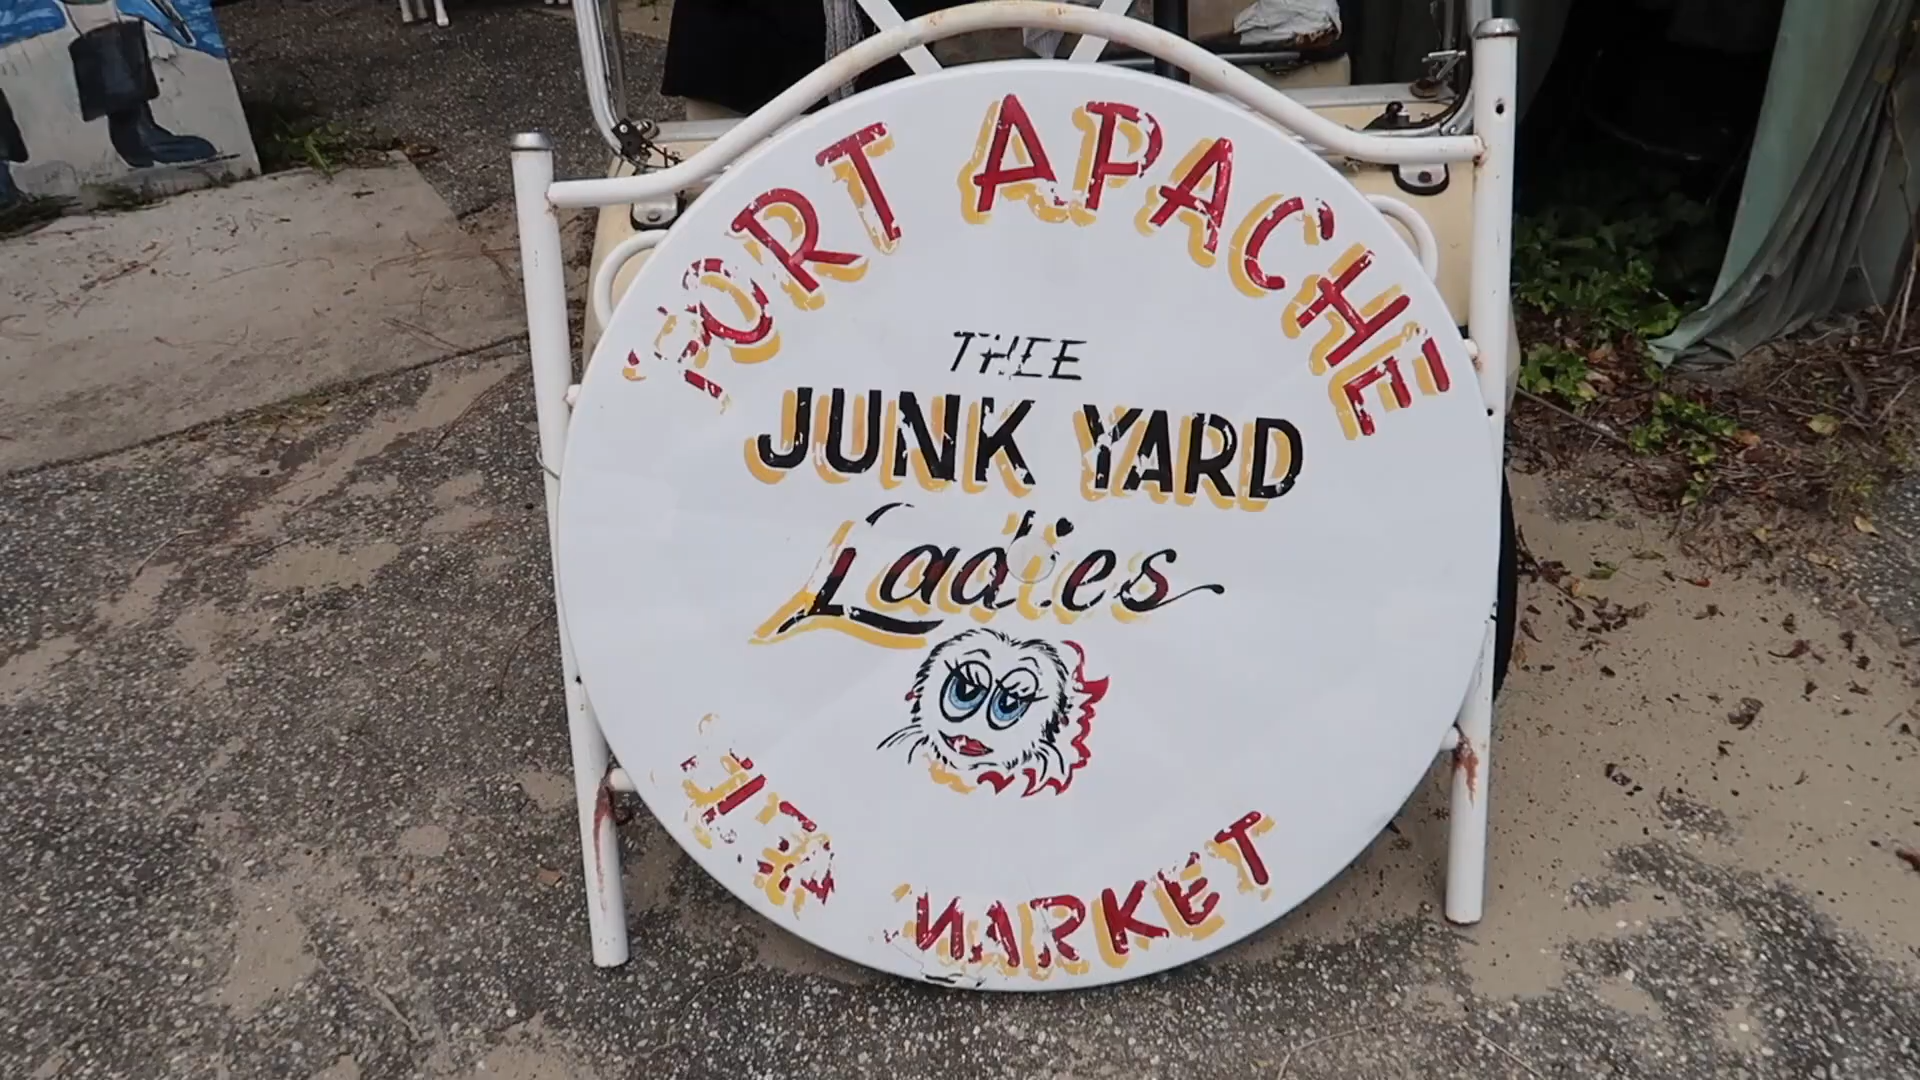 FORT APACHE
THEE
JUNK YARD
Ladies
MARKET